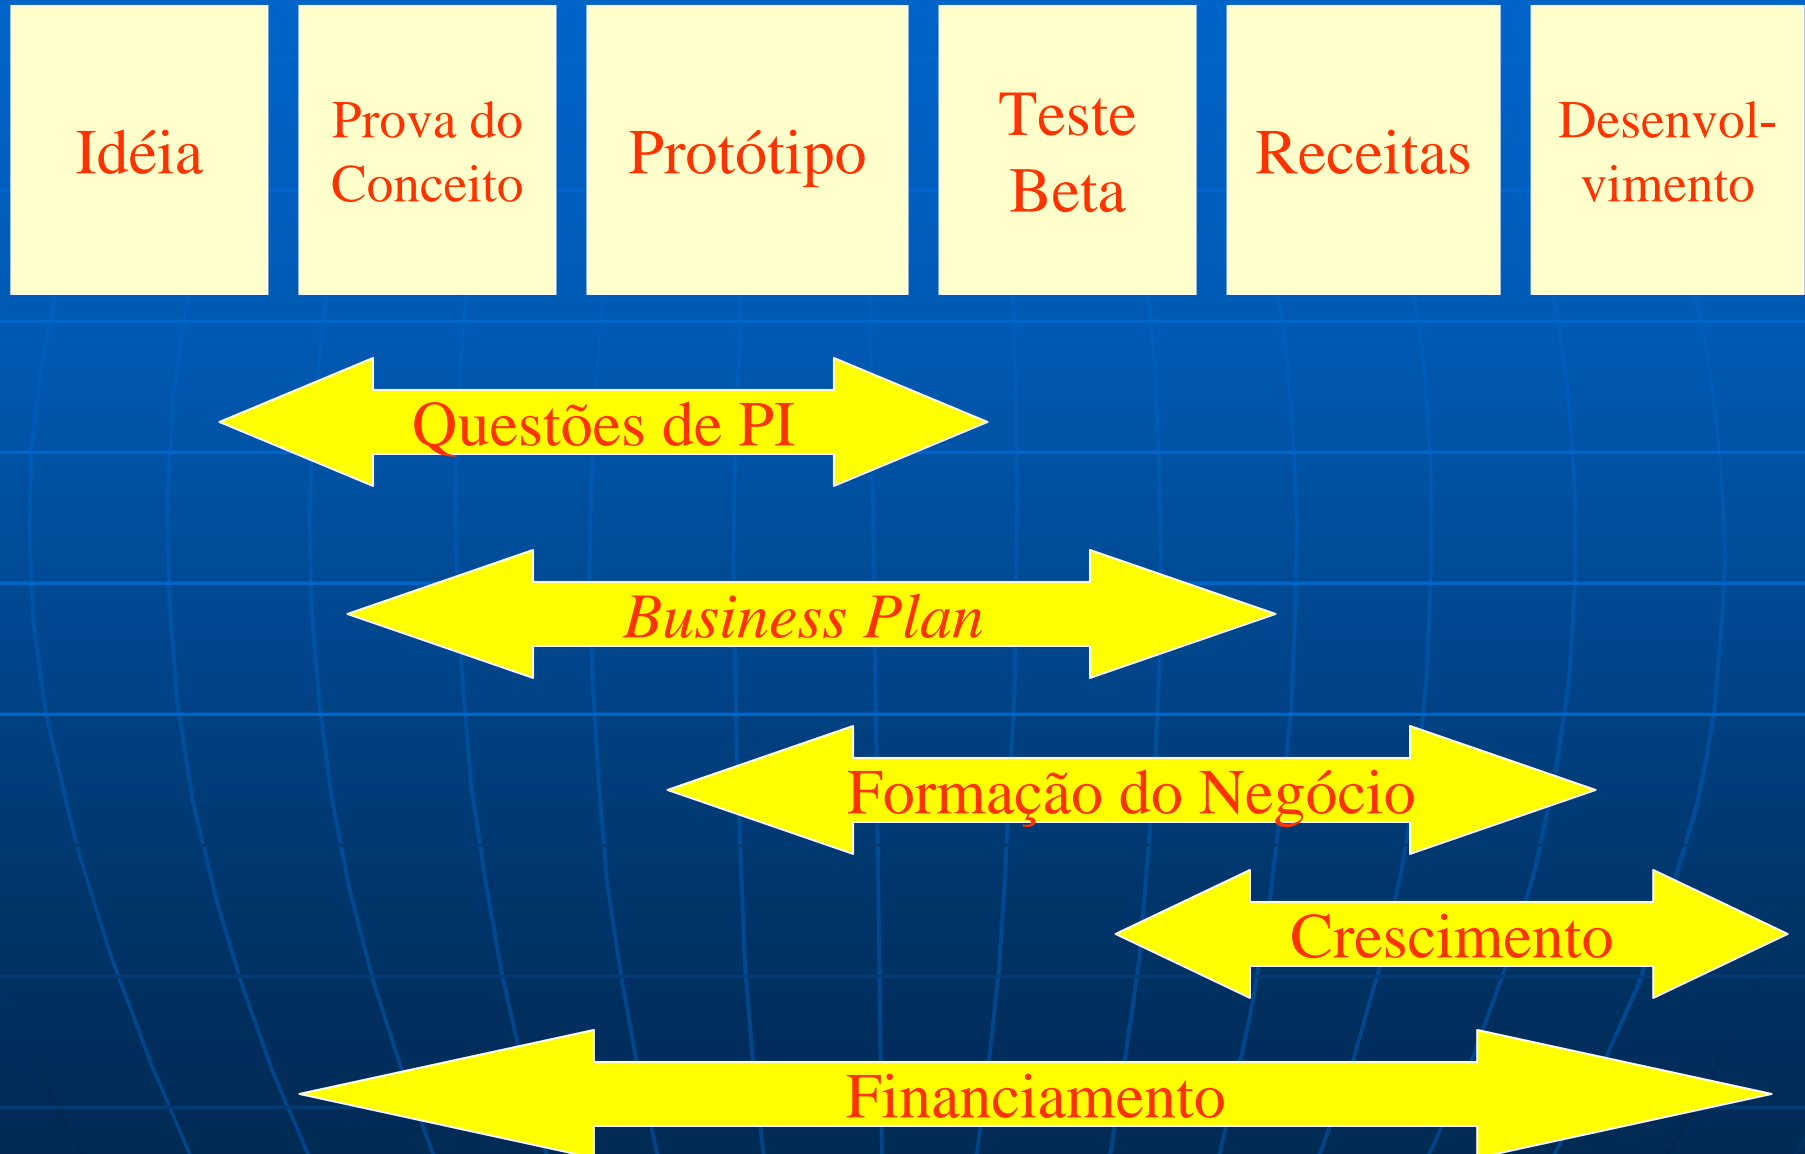 Idéia
Prova do
Conceito
Protótipo
Teste
Beta
Receitas
Desenvol-
vimento
Questões de PI
Business Plan
Formação do Negócio
Crescimento
Financiamento